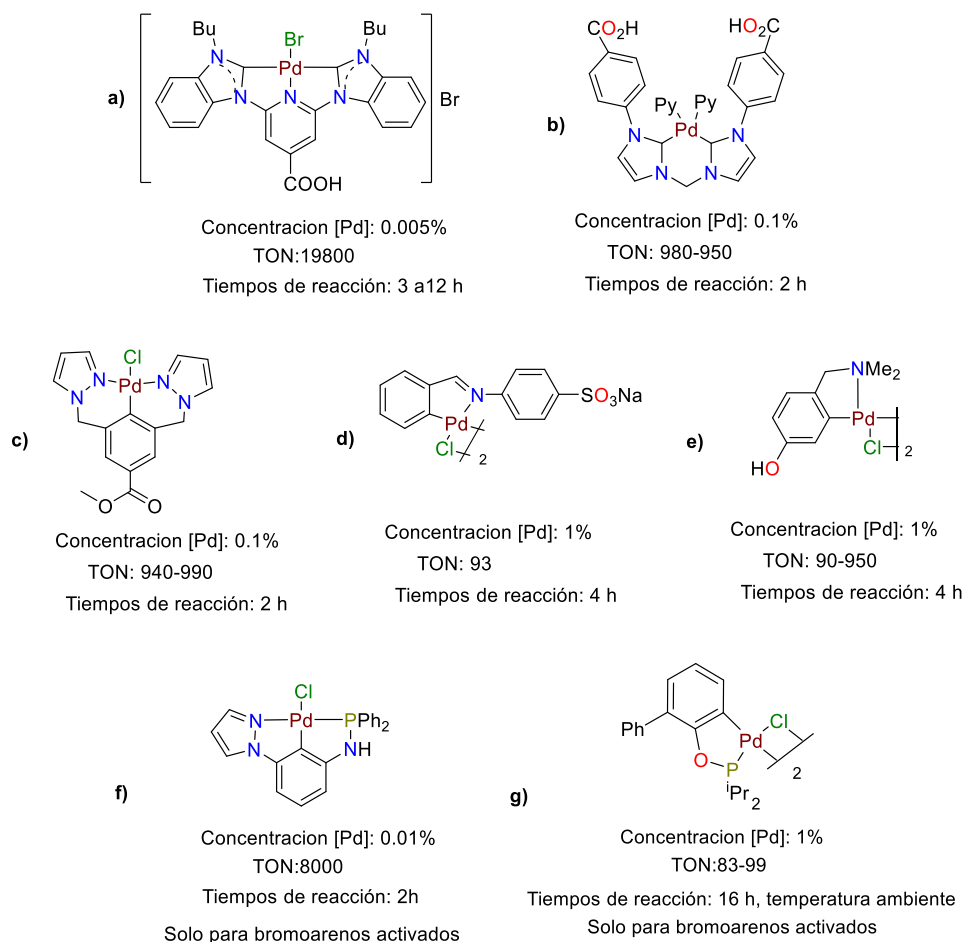 a)
Bu
Br
Bu
N
Pd
N
N
N
N
Br
COOH
Concentracion [Pd]: 0.005%
TON:19800
Tiempos de reacción: 3 a12 h
b)
CO2H
HO2C
Py
Py
Pd
N
N
N
N
Concentracion [Pd]: 0.1%
TON: 980-950
Tiempos de reacción: 2 h
c)
Cl
N
Pd
N
N
N
O
O
Concentracion [Pd]: 0.1%
TON: 940-990
Tiempos de reacción: 2 h
d)
N
SO3Na
Pd
Cl
2
Concentracion [Pd]: 1%
TON: 93
Tiempos de reacción: 4 h
e)
NMe2
Pd
Cl
2
HO
Concentracion [Pd]: 1%
TON: 90-950
Tiempos de reacción: 4 h
f)
Cl
N
Pd
PPh2
N
NH
Concentracion [Pd]: 0.01%
TON:8000
Tiempos de reacción: 2h
Solo para bromoarenos activados
g)
Ph
Cl
Pd
O
P
2
iPr2
Concentracion [Pd]: 1%
TON:83-99
Tiempos de reacción: 16 h, temperatura ambiente
Solo para bromoarenos activados